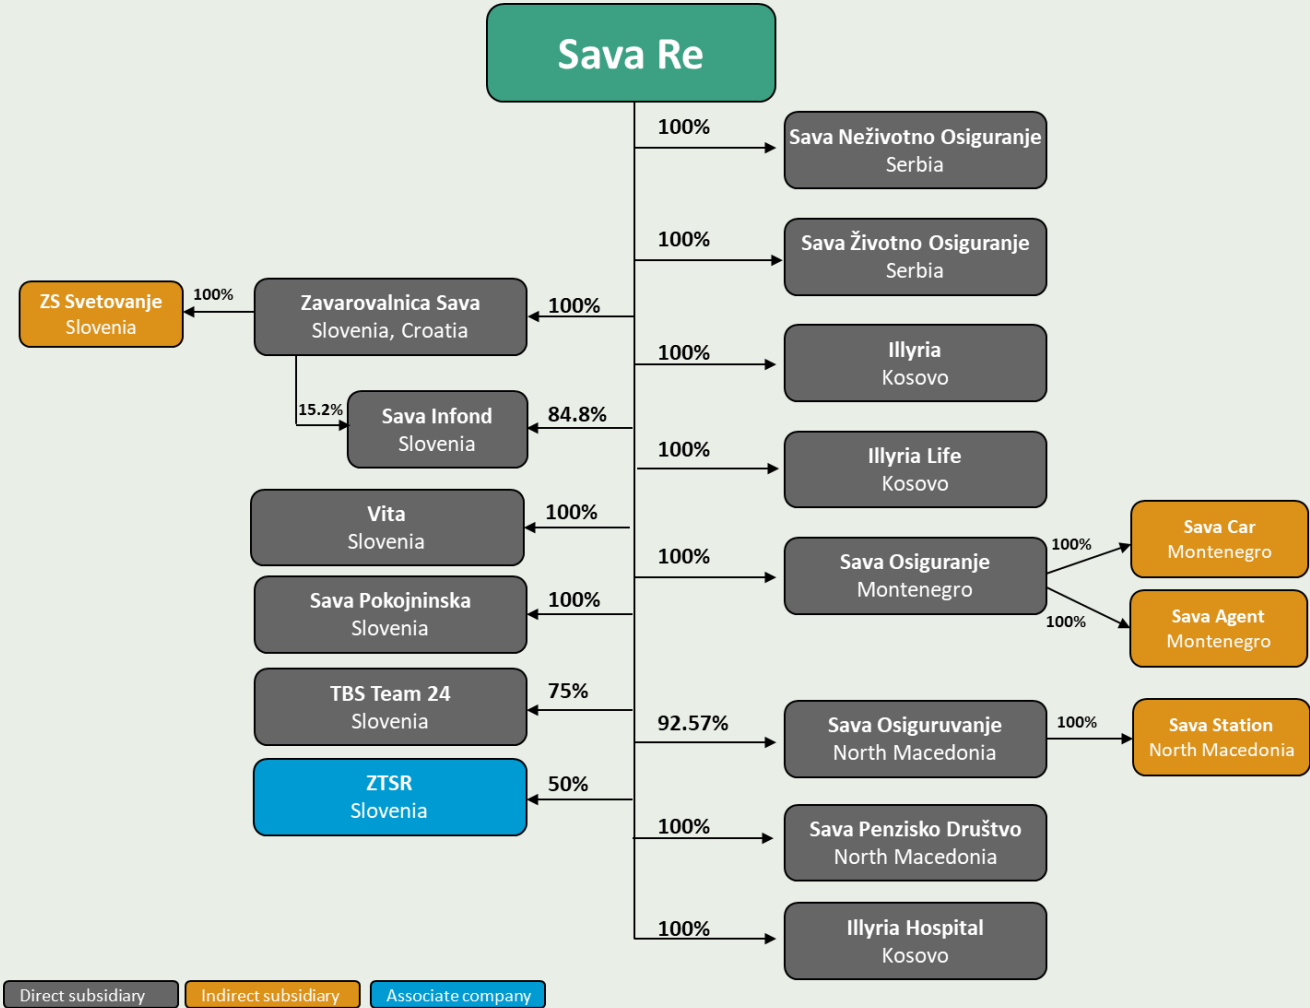 Sava Re
100%
Sava Neživotno Osiguranje
Serbia
100%
Sava Životno Osiguranje
Serbia
ZS Svetovanje
Slovenia
100%
Zavarovalnica Sava
Slovenia, Croatia
100%
100%
Illyria
Kosovo
15.2%
Sava Infond
Slovenia
84.8%
100%
Illyria Life
Kosovo
Vita
Slovenia
100%
100%
Sava Osiguranje
Montenegro
100%
Sava Car
Montenegro
100%
Sava Agent
Montenegro
Sava Pokojninska
Slovenia
100%
TBS Team 24
Slovenia
75%
92.57%
Sava Osiguruvanje
North Macedonia
100%
Sava Station
North Macedonia
ZTSR
Slovenia
50%
100%
Sava Penzisko Društvo
North Macedonia
100%
Illyria Hospital
Kosovo
Direct subsidiary
Indirect subsidiary
Associate company